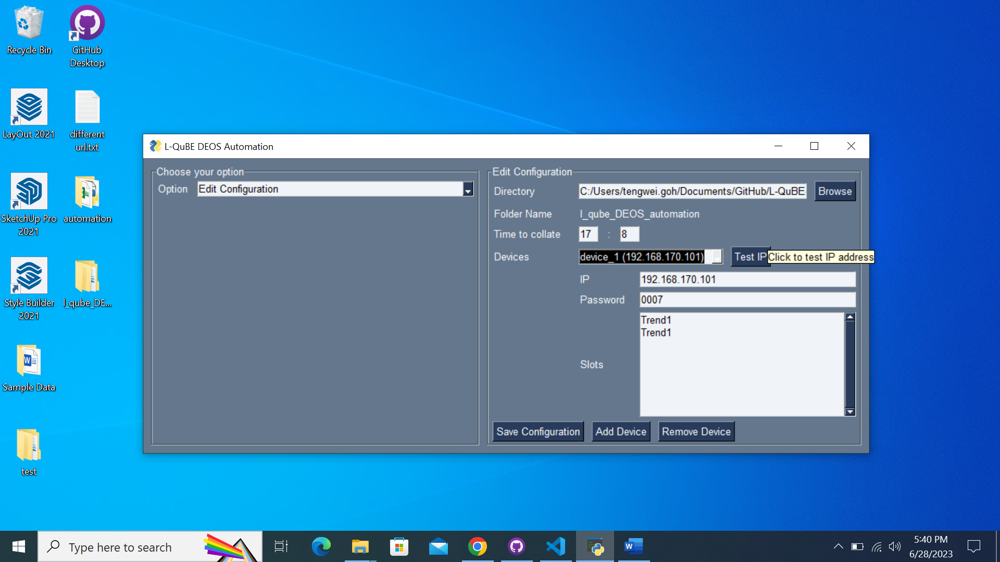 Recycle Bin
GitHub
Desktop
LayOut 2021
different
url.txt
SketchUp Pro
2021
automation
Style Builder
2021
l_qube_DE...
Sample Data
test
L-QuBE DEOS Automation
Choose your option
Option
Edit Configuration
Edit Configuration
Directory
C:/Users/tengwei.goh/Documents/GitHub/L-QuBE-
Browse
Folder Name
l_qube_DEOS_automation
Time to collate
17 : 8
Devices
device_1 (192.168.170.101)
Test IP
Click to test IP address
IP
192.168.170.101
Password
0007
Trend1
Trend1
Slots
Save Configuration
Add Device
Remove Device
Type here to search
5:40 PM
6/28/2023